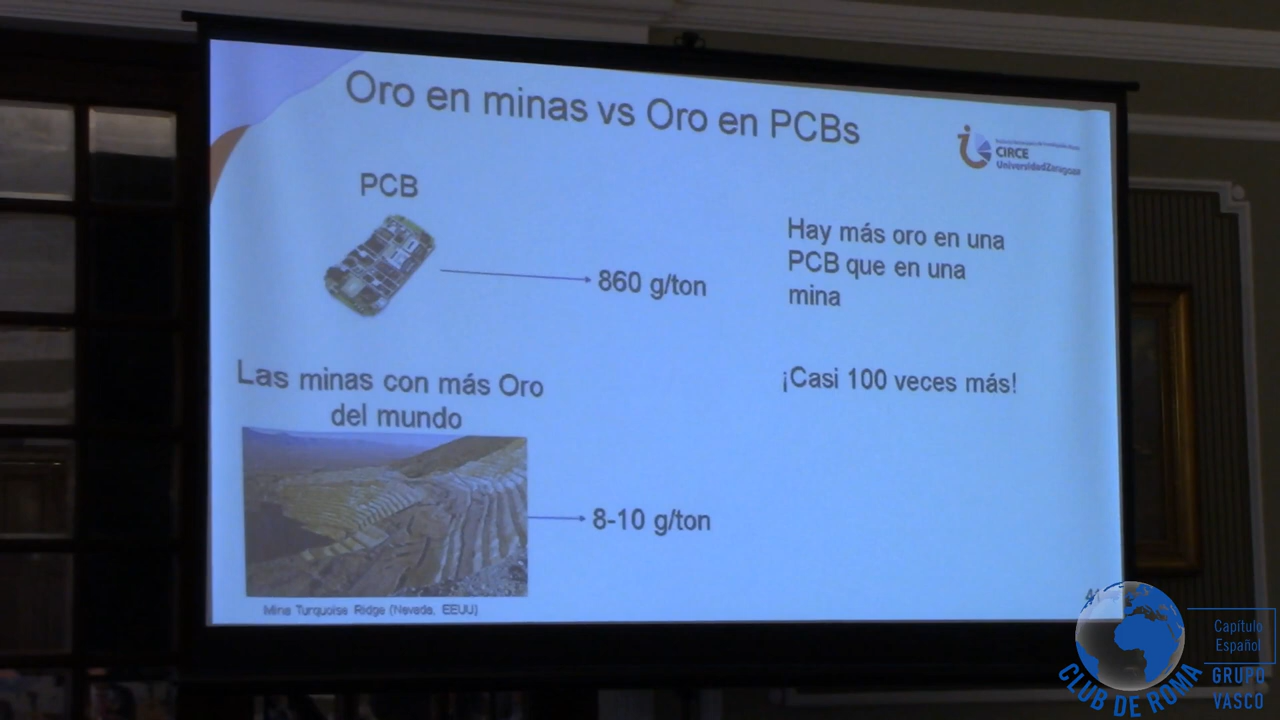 Oro en minas vs Oro en PCBs
CIRCE
UniversidadZaragoza
PCB
860 g/ton
Hay más oro en una
PCB que en una
mina
Las minas con más Oro
del mundo
¡Casi 100 veces más!
8-10 g/ton
Mina Turquoise Ridge (Nevada, EEUU)
Capítulo
Español
GRUPO
VASCO
CLUB DE ROMA